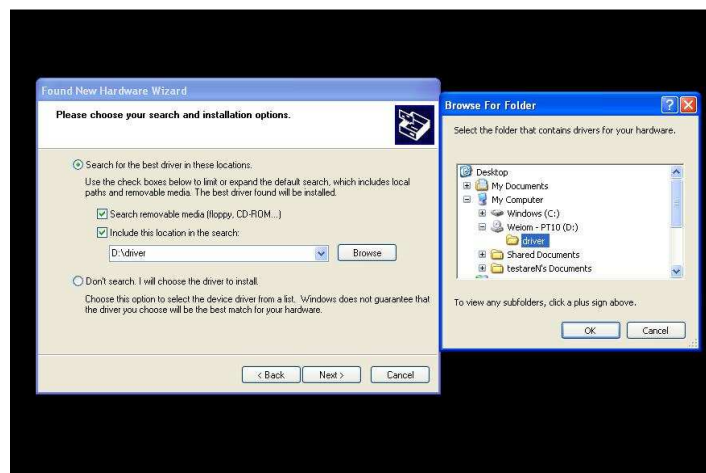 Found New Hardware Wizard
Please choose your search and installation options.
Search for the best driver in these locations.
Use the check boxes below to limit or expand the default search, which includes local
paths and removable media. The best driver found will be installed.
Search removable media (floppy, CD-ROM...)
Include this location in the search:
D:\driver
Browse
Don't search. I will choose the driver to install.
Choose this option to select the device driver from a list. Windows does not guarantee that
the driver you choose will be the best match for your hardware.
< Back
Next >
Cancel
Browse For Folder
Select the folder that contains drivers for your hardware.
Desktop
My Documents
My Computer
Windows (C:)
Weiom - PT10 (D:)
driver
Shared Documents
testareN's Documents
To view any subfolders, click a plus sign above.
OK
Cancel